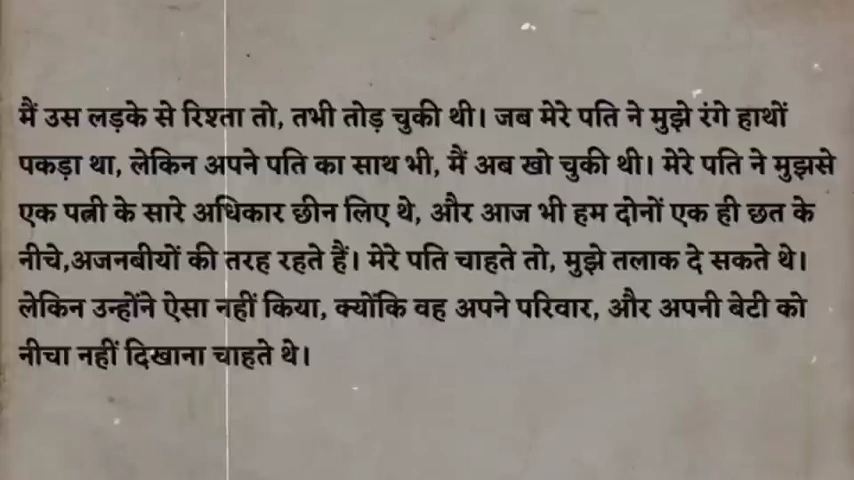 मैं उस लड़के से रिश्ता तो, तभी तोड़ चुकी थी। जब मेरे पति ने मुझे रंगे हाथों
पकड़ा था, लेकिन अपने पति का साथ भी, मैं अब खो चुकी थी। मेरे पति ने मुझसे
एक पत्नी के सारे अधिकार छीन लिए थे, और आज भी हम दोनों एक ही छत के
नीचे,अजनबीयों की तरह रहते हैं। मेरे पति चाहते तो, मुझे तलाक दे सकते थे।
लेकिन उन्होंने ऐसा नहीं किया, क्योंकि वह अपने परिवार, और अपनी बेटी को
नीचा नहीं दिखाना चाहते थे।